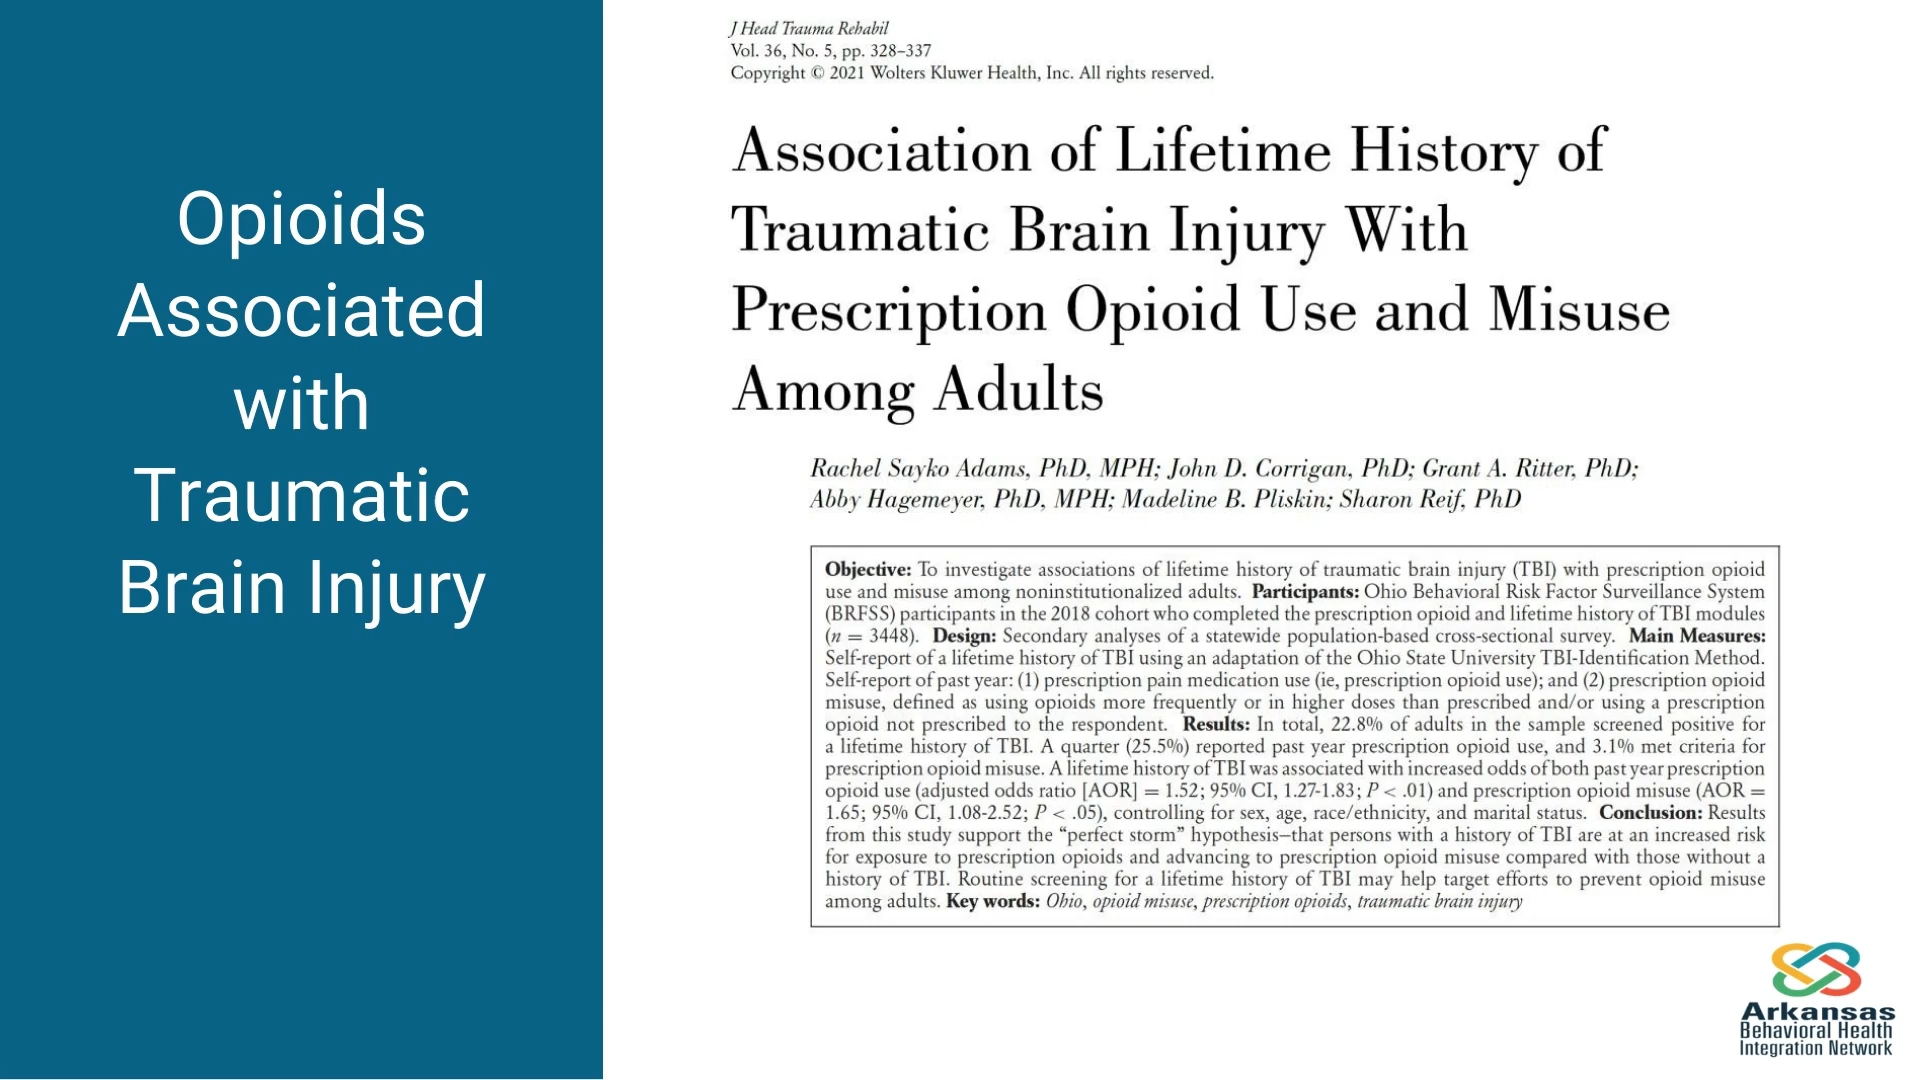 Opioids
Associated
with
Traumatic
Brain Injury
J Head Trauma Rehabil
Vol. 36, No. 5, pp. 328–337
Copyright © 2021 Wolters Kluwer Health, Inc. All rights reserved.
Association of Lifetime History of
Traumatic Brain Injury With
Prescription Opioid Use and Misuse
Among Adults
Rachel Sayko Adams, PhD, MPH; John D. Corrigan, PhD; Grant A. Ritter, PhD;
Abby Hagemeyer, PhD, MPH; Madeline B. Pliskin; Sharon Reif, PhD
Objective: To investigate associations of lifetime history of traumatic brain injury (TBI) with prescription opioid
use and misuse among noninstitutionalized adults. Participants: Ohio Behavioral Risk Factor Surveillance System
(BRFSS) participants in the 2018 cohort who completed the prescription opioid and lifetime history of TBI modules
(n = 3448). Design: Secondary analyses of a statewide population-based cross-sectional survey. Main Measures:
Self-report of a lifetime history of TBI using an adaptation of the Ohio State University TBI-Identification Method.
Self-report of past year: (1) prescription pain medication use (ie, prescription opioid use); and (2) prescription opioid
misuse, defined as using opioids more frequently or in higher doses than prescribed and/or using a prescription
opioid not prescribed to the respondent. Results: In total, 22.8% of adults in the sample screened positive for
a lifetime history of TBI. A quarter (25.5%) reported past year prescription opioid use, and 3.1% met criteria for
prescription opioid misuse. A lifetime history of TBI was associated with increased odds of both past year prescription
opioid use (adjusted odds ratio [AOR] = 1.52; 95% CI, 1.27-1.83; P < .01) and prescription opioid misuse (AOR =
1.65; 95% CI, 1.08-2.52; P < .05), controlling for sex, age, race/ethnicity, and marital status. Conclusion: Results
from this study support the “perfect storm” hypothesis—that persons with a history of TBI are at an increased risk
for exposure to prescription opioids and advancing to prescription opioid misuse compared with those without a
history of TBI. Routine screening for a lifetime history of TBI may help target efforts to prevent opioid misuse
among adults. Key words: Ohio, opioid misuse, prescription opioids, traumatic brain injury
Arkansas
Behavioral Health
Integration Network